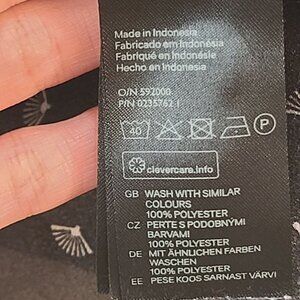 Made in Indonesia
Fabricado em Indonésia
Fabriqué en Indonésie
Hecho en Indonesia
O/N 592000
P/N 0235762 1
40
P
clevercare.info
GB WASH WITH SIMILAR
COLOURS
100% POLYESTER
CZ PERTE S PODOBNÝMI
BARVAMI
100% POLYESTER
DE MIT ÄHNLICHEN FARBEN
WASCHEN
100% POLYESTER
EE PESE KOOS SARNAST VÄRVI